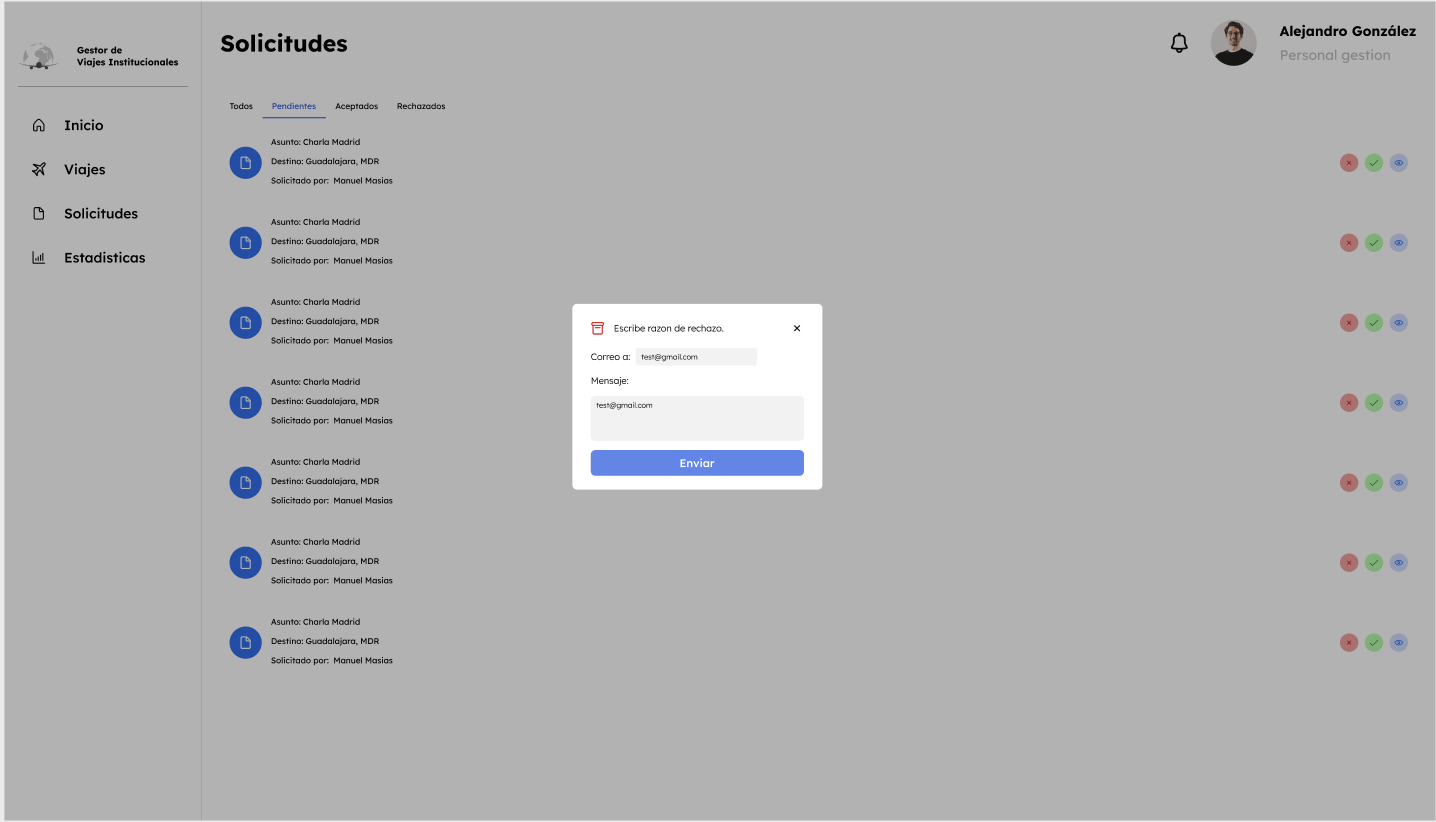 Gestor de
Viajes Institucionales
Inicio
Viajes
Solicitudes
Estadisticas
Solicitudes
Alejandro González
Personal gestion
Todos Pendientes Aceptados Rechazados
Asunto: Charla Madrid
Destino: Guadalajara, MDR
Solicitado por: Manuel Masias
Asunto: Charla Madrid
Destino: Guadalajara, MDR
Solicitado por: Manuel Masias
Asunto: Charla Madrid
Destino: Guadalajara, MDR
Solicitado por: Manuel Masias
Asunto: Charla Madrid
Destino: Guadalajara, MDR
Solicitado por: Manuel Masias
Asunto: Charla Madrid
Destino: Guadalajara, MDR
Solicitado por: Manuel Masias
Asunto: Charla Madrid
Destino: Guadalajara, MDR
Solicitado por: Manuel Masias
Asunto: Charla Madrid
Destino: Guadalajara, MDR
Solicitado por: Manuel Masias
Escribe razon de rechazo.
Correo a: test@gmail.com
Mensaje:
test@gmail.com
Enviar